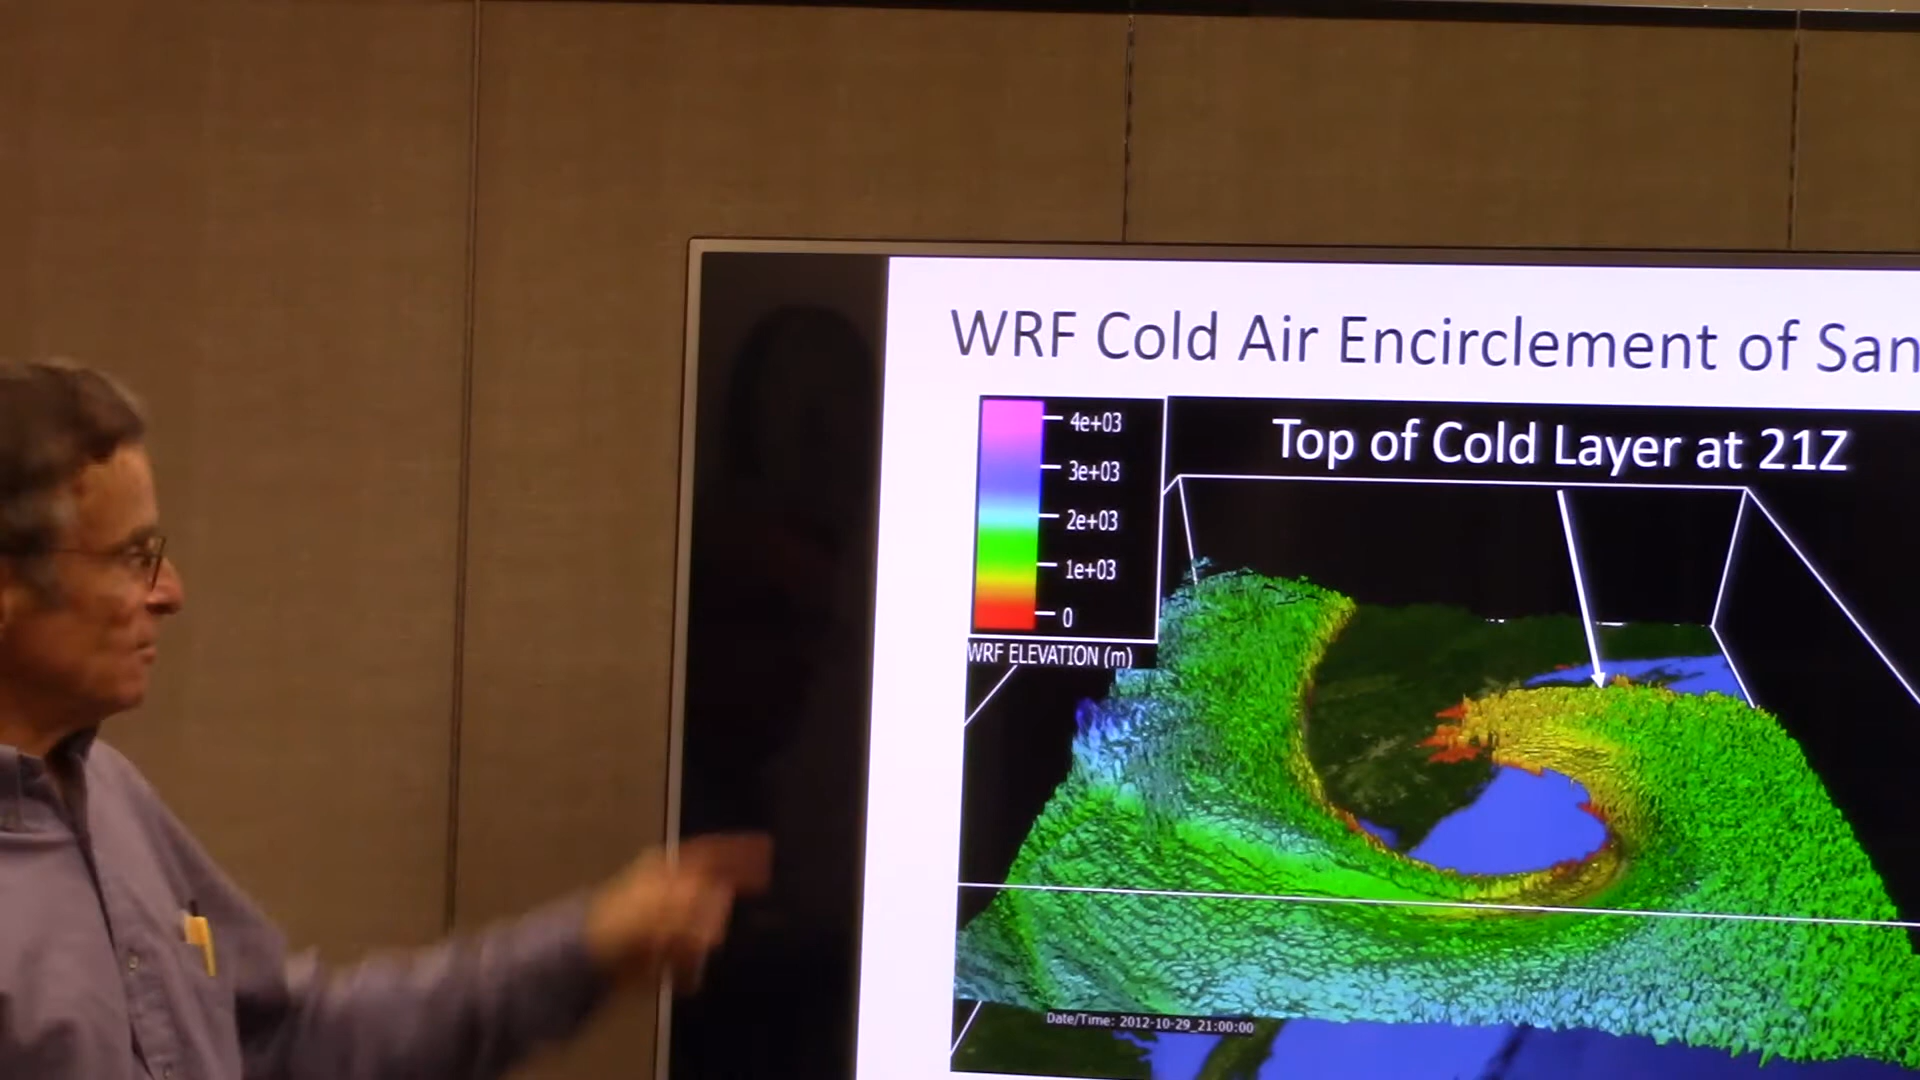 WRF Cold Air Encirclement of San
Top of Cold Layer at 21Z
4e+03
3e+03
2e+03
1e+03
0
WRF ELEVATION (m)
Date/Time: 2012-10-29_21:00:00